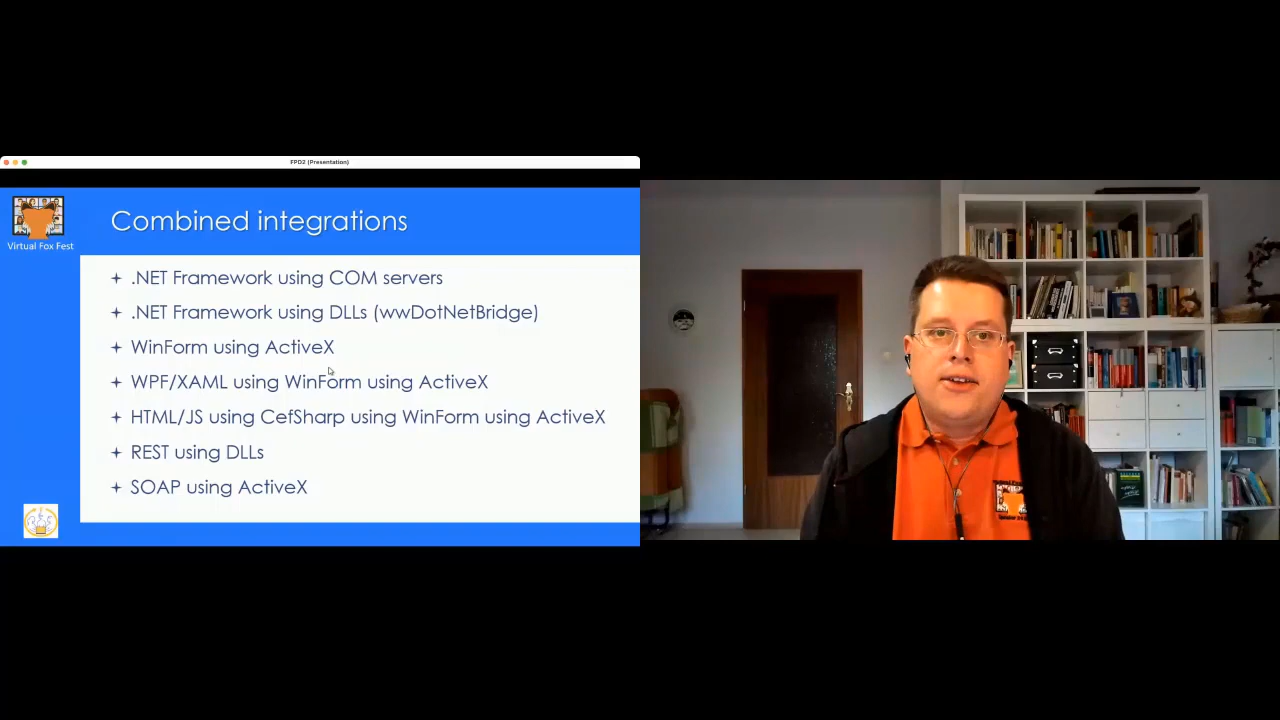 FPD2 (Presentation)
Virtual Fox Fest
Combined integrations
.NET Framework using COM servers
.NET Framework using DLLs (wwDotNetBridge)
WinForm using ActiveX
WPF/XAML using WinForm using ActiveX
HTML/JS using CefSharp using WinForm using ActiveX
REST using DLLs
SOAP using ActiveX